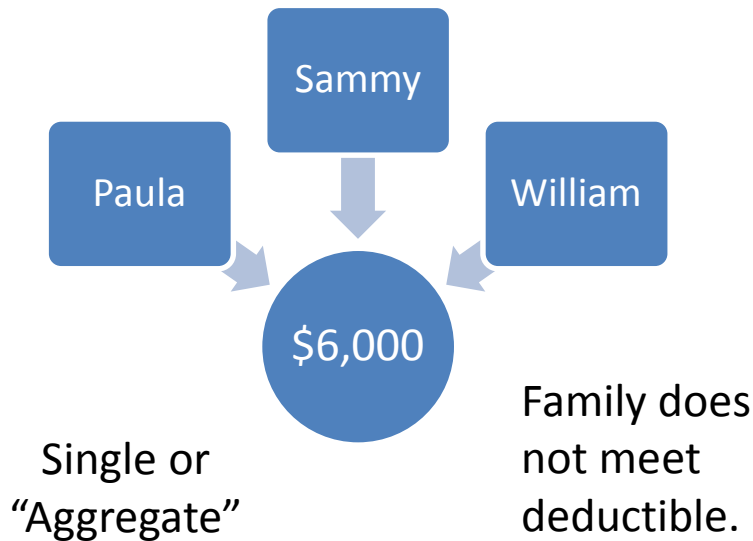 Sammy
Paula
William
$6,000
Single or
“Aggregate”
Family does
not meet
deductible.